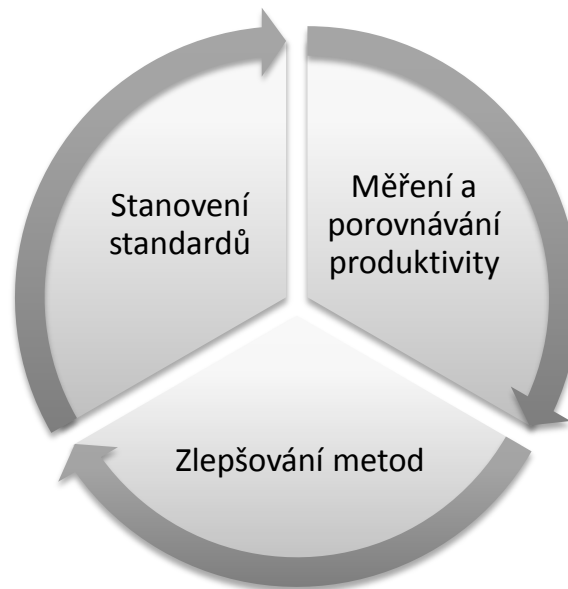 Stanovení
standardů
Měření a
porovnávání
produktivity
Zlepšování metod